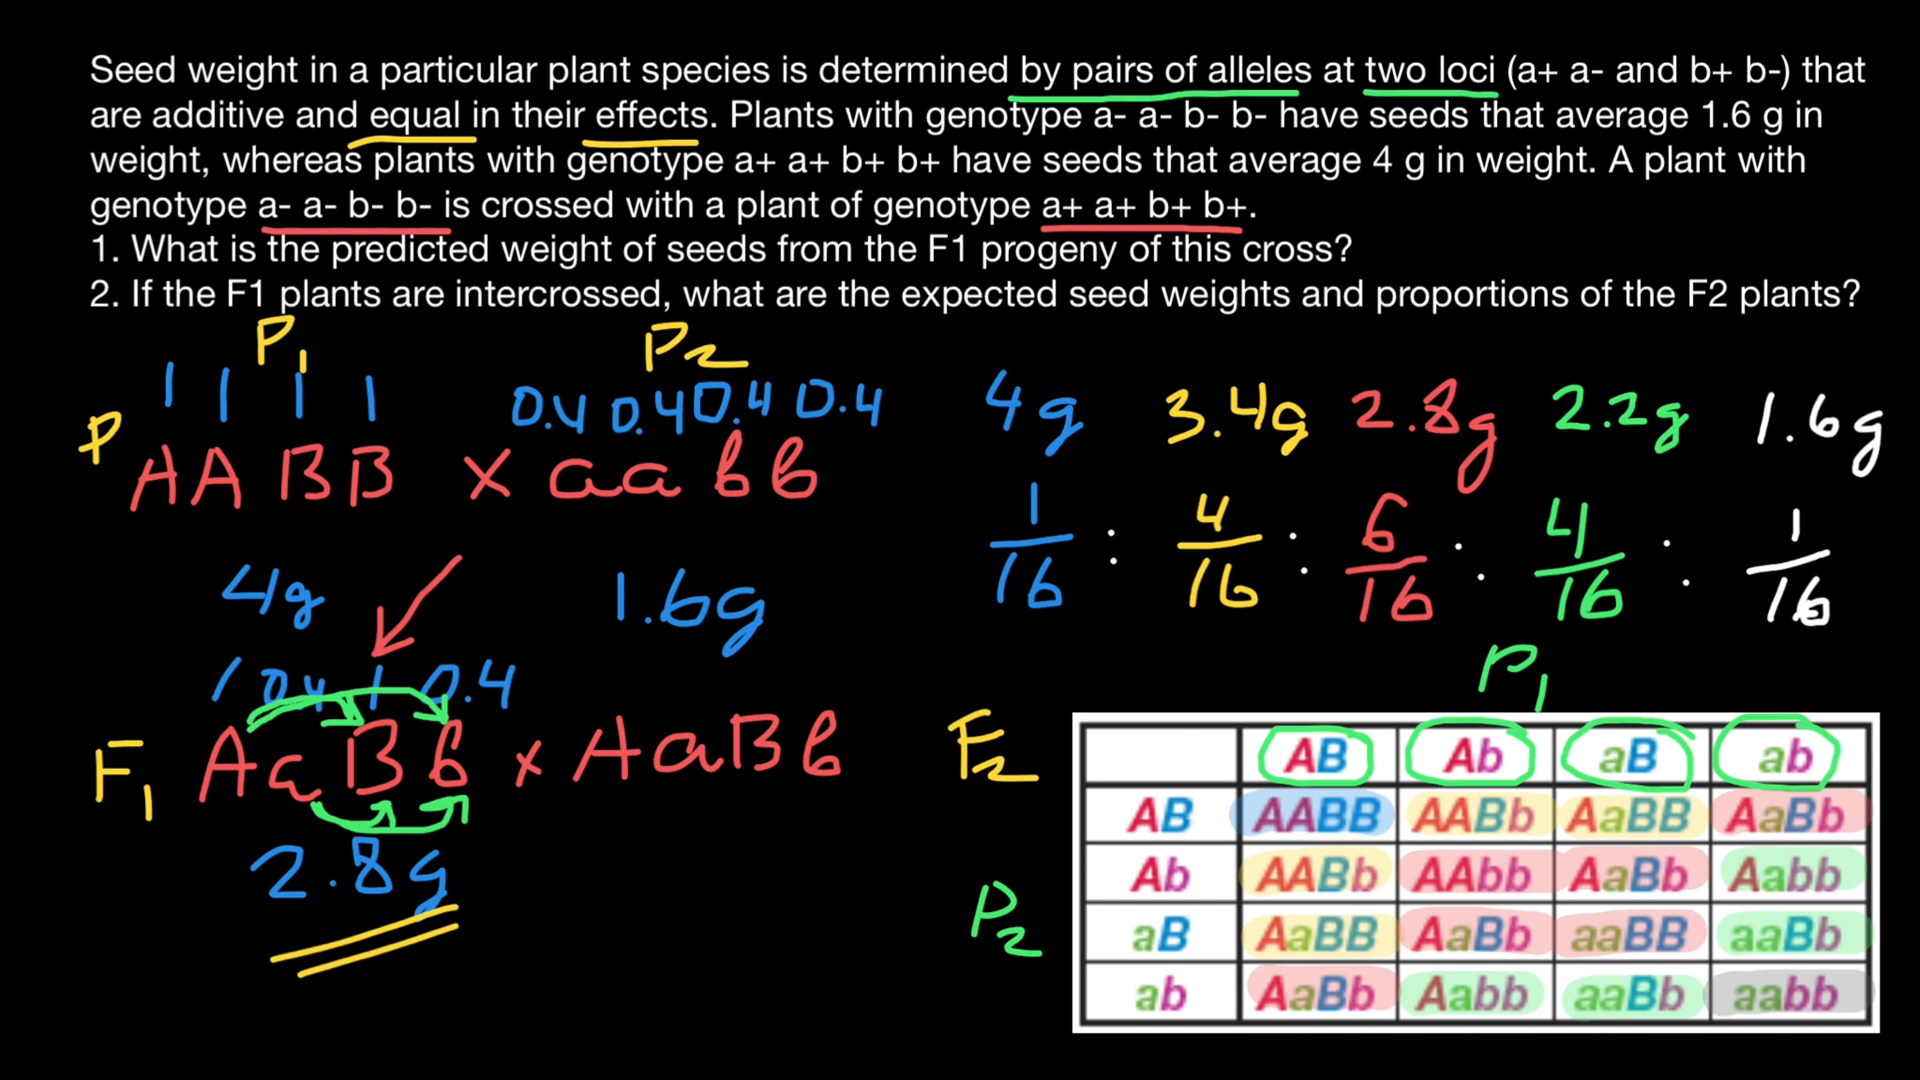 Seed weight in a particular plant species is determined by pairs of alleles at two loci (a+ a- and b+ b-) that
are additive and equal in their effects. Plants with genotype a- a- b- b- have seeds that average 1.6 g in
weight, whereas plants with genotype a+ a+ b+ b+ have seeds that average 4 g in weight. A plant with
genotype a- a- b- b- is crossed with a plant of genotype a+ a+ b+ b+.
1. What is the predicted weight of seeds from the F1 progeny of this cross?
2. If the F1 plants are intercrossed, what are the expected seed weights and proportions of the F2 plants?
P1 P2
1 1 1 1 0.4 0.4 0.4 0.4
P AABB x aabb
4g 1.6g
1 0.4 1 0.4
F1 AaBb x AaBb
2.8g
4g 3.4g 2.8g 2.2g 1.6g
1/16 : 4/16 : 6/16 : 4/16 : 1/16
P1
F2
P2
AB Ab aB ab
AB AABB AABb AaBB AaBb
Ab AABb AAbb AaBb Aabb
aB AaBB AaBb aaBB aaBb
ab AaBb Aabb aaBb aabb